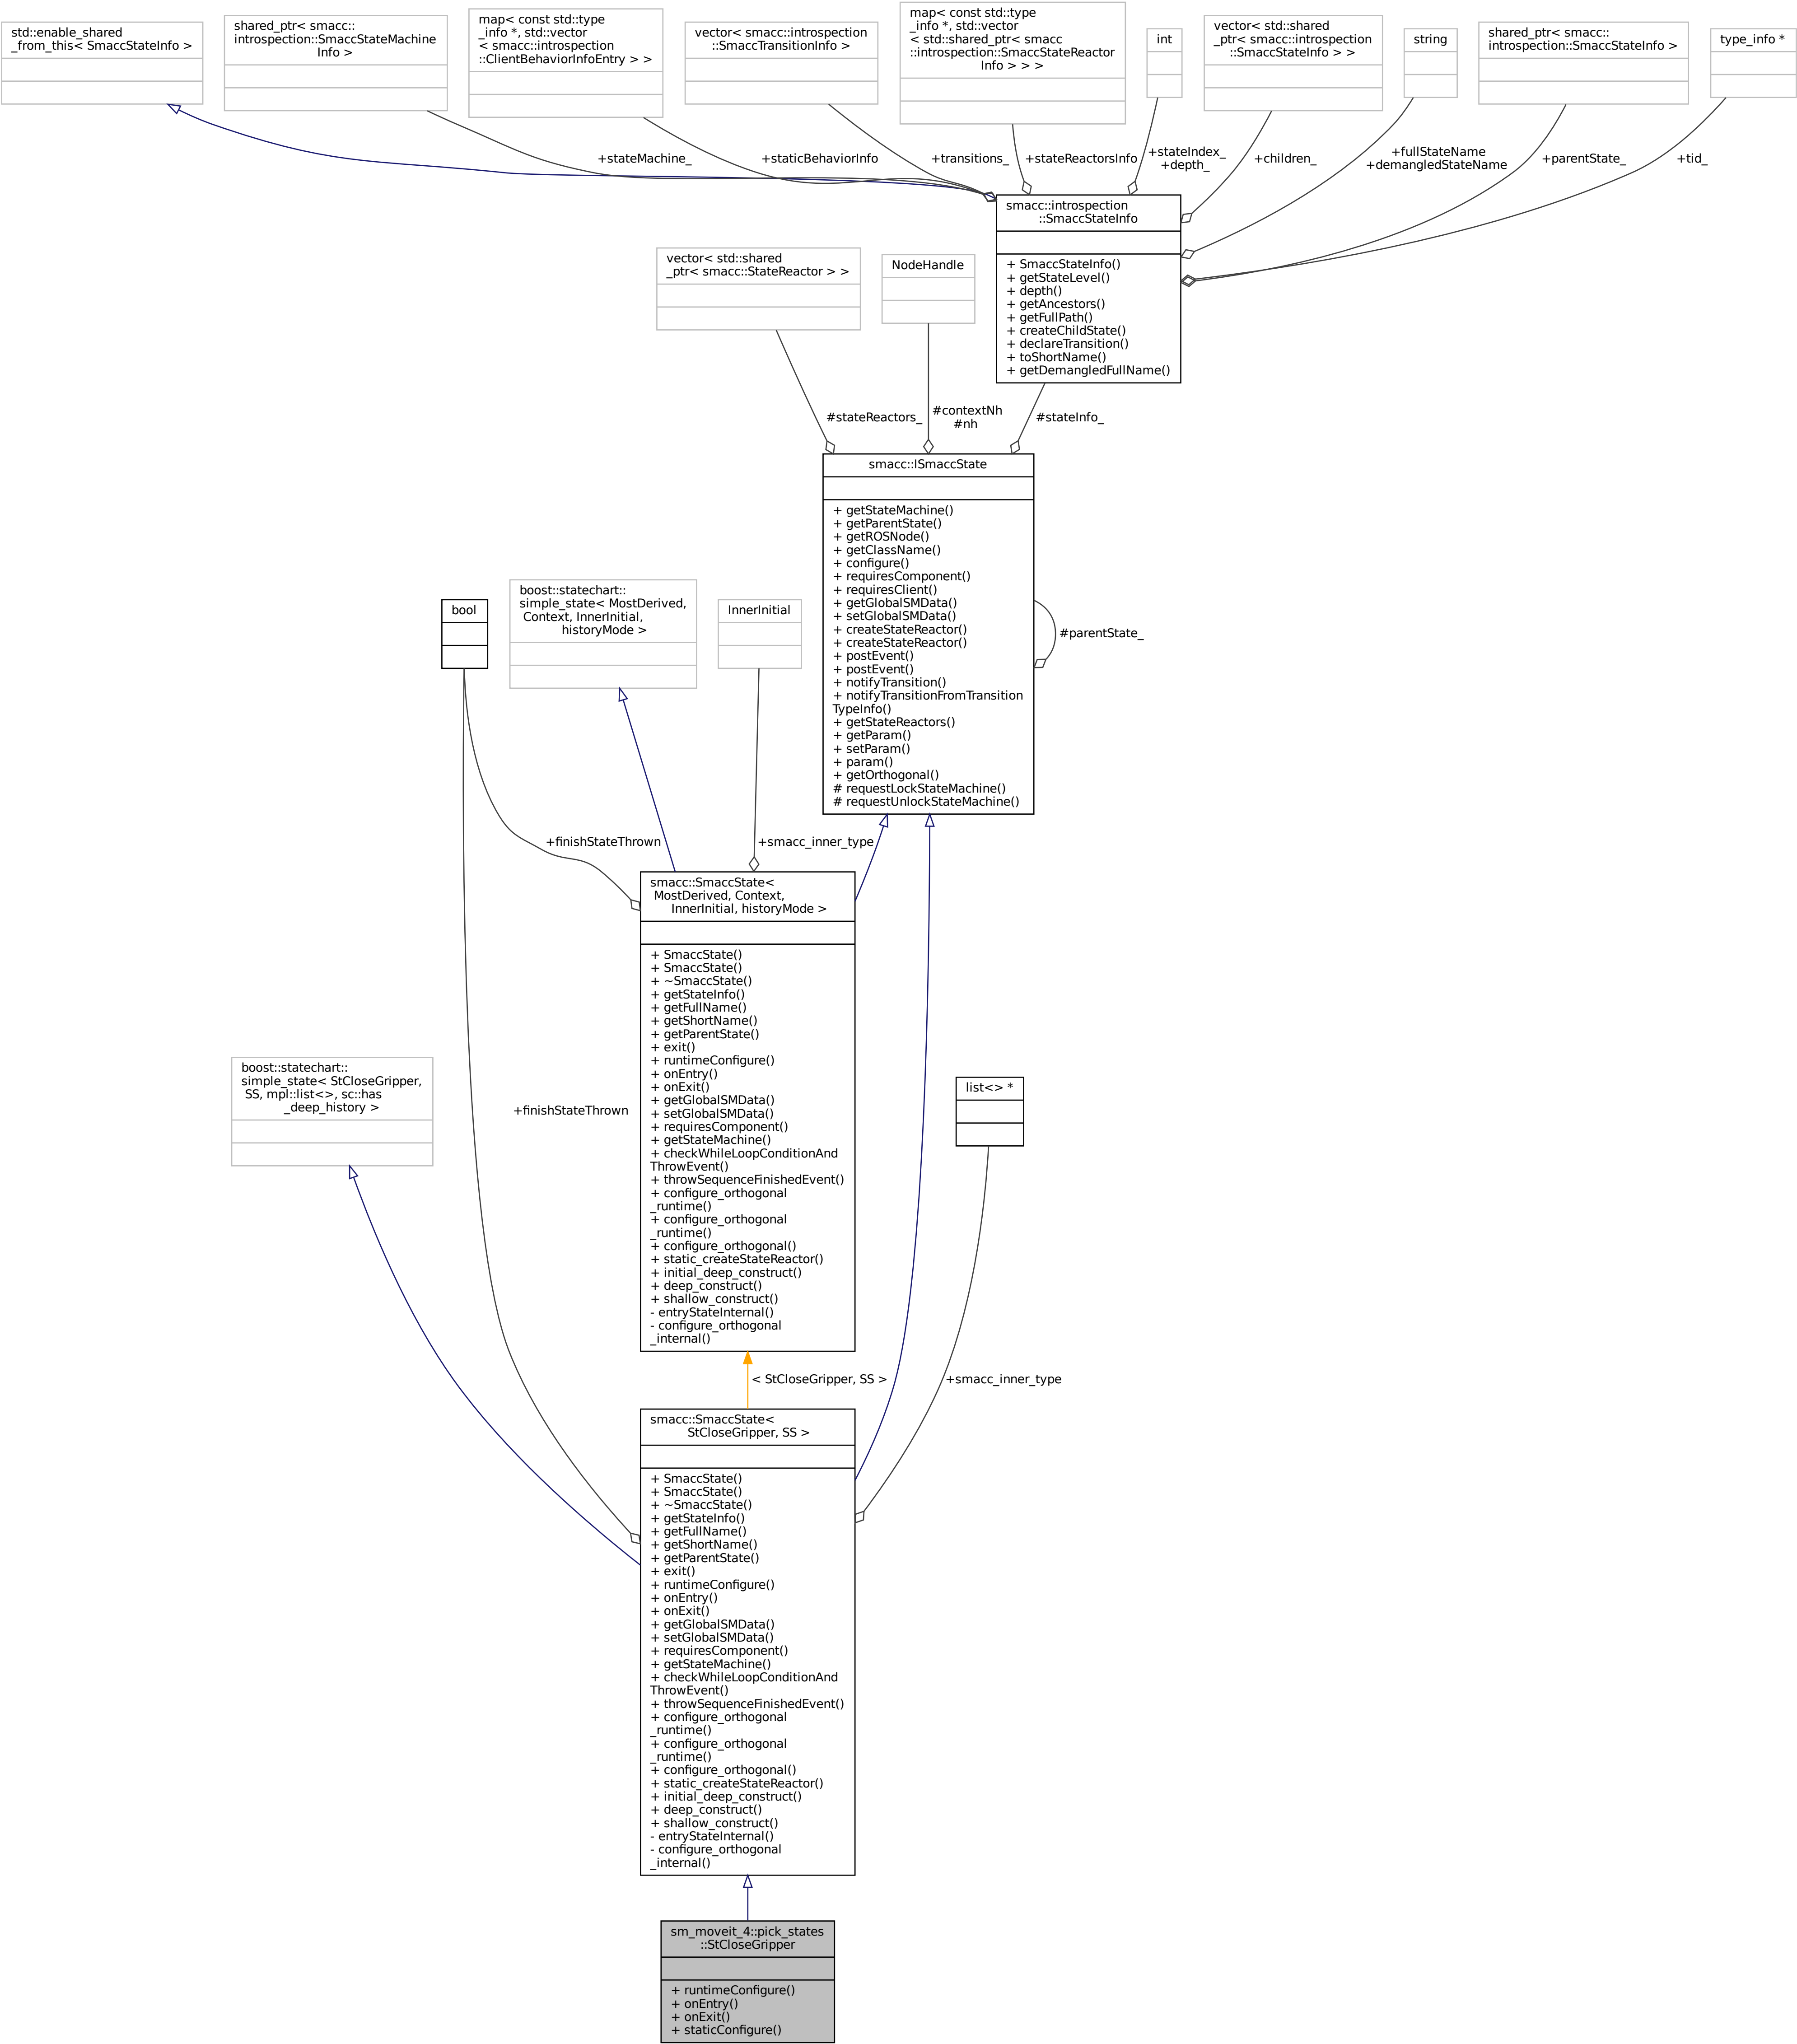 std::enable_shared
_from_this< SmaccStateInfo >
shared_ptr< smacc::
introspection::SmaccStateMachine
Info >
map< const std::type
_info *, std::vector
< smacc::introspection
::ClientBehaviorInfoEntry > >
vector< smacc::introspection
::SmaccTransitionInfo >
map< const std::type
_info *, std::vector
< std::shared_ptr< smacc
::introspection::SmaccStateReactor
Info > > >
int
vector< std::shared
_ptr< smacc::introspection
::SmaccStateInfo > >
string
shared_ptr< smacc::
introspection::SmaccStateInfo >
type_info *
+stateMachine_
+staticBehaviorInfo
+transitions_
+stateReactorsInfo
+stateIndex_
+depth_
+children_
+fullStateName
+demangledStateName
+parentState_
+tid_
smacc::introspection
::SmaccStateInfo
+ SmaccStateInfo()
+ getStateLevel()
+ depth()
+ getAncestors()
+ getFullPath()
+ createChildState()
+ declareTransition()
+ toShortName()
+ getDemangledFullName()
vector< std::shared
_ptr< smacc::StateReactor > >
NodeHandle
#stateReactors_
#contextNh
#nh
#stateInfo_
smacc::ISmaccState
+ getStateMachine()
+ getParentState()
+ getROSNode()
+ getClassName()
+ configure()
+ requiresComponent()
+ requiresClient()
+ getGlobalSMData()
+ setGlobalSMData()
+ createStateReactor()
+ createStateReactor()
+ postEvent()
+ postEvent()
+ notifyTransition()
+ notifyTransitionFromTransition
TypeInfo()
+ getStateReactors()
+ getParam()
+ setParam()
+ param()
+ getOrthogonal()
# requestLockStateMachine()
# requestUnlockStateMachine()
#parentState_
bool
boost::statechart::
simple_state< MostDerived,
Context, InnerInitial,
historyMode >
InnerInitial
+finishStateThrown
+smacc_inner_type
smacc::SmaccState<
MostDerived, Context,
InnerInitial, historyMode >
+ SmaccState()
+ SmaccState()
+ ~SmaccState()
+ getStateInfo()
+ getFullName()
+ getShortName()
+ getParentState()
+ exit()
+ runtimeConfigure()
+ onEntry()
+ onExit()
+ getGlobalSMData()
+ setGlobalSMData()
+ requiresComponent()
+ getStateMachine()
+ checkWhileLoopConditionAnd
ThrowEvent()
+ throwSequenceFinishedEvent()
+ configure_orthogonal
_runtime()
+ configure_orthogonal
_runtime()
+ configure_orthogonal()
+ static_createStateReactor()
+ initial_deep_construct()
+ deep_construct()
+ shallow_construct()
- entryStateInternal()
- configure_orthogonal
_internal()
boost::statechart::
simple_state< StCloseGripper,
SS, mpl::list<>, sc::has
_deep_history >
+finishStateThrown
list<> *
< StCloseGripper, SS >
+smacc_inner_type
smacc::SmaccState<
StCloseGripper, SS >
+ SmaccState()
+ SmaccState()
+ ~SmaccState()
+ getStateInfo()
+ getFullName()
+ getShortName()
+ getParentState()
+ exit()
+ runtimeConfigure()
+ onEntry()
+ onExit()
+ getGlobalSMData()
+ setGlobalSMData()
+ requiresComponent()
+ getStateMachine()
+ checkWhileLoopConditionAnd
ThrowEvent()
+ throwSequenceFinishedEvent()
+ configure_orthogonal
_runtime()
+ configure_orthogonal
_runtime()
+ configure_orthogonal()
+ static_createStateReactor()
+ initial_deep_construct()
+ deep_construct()
+ shallow_construct()
- entryStateInternal()
- configure_orthogonal
_internal()
sm_moveit_4::pick_states
::StCloseGripper
+ runtimeConfigure()
+ onEntry()
+ onExit()
+ staticConfigure()